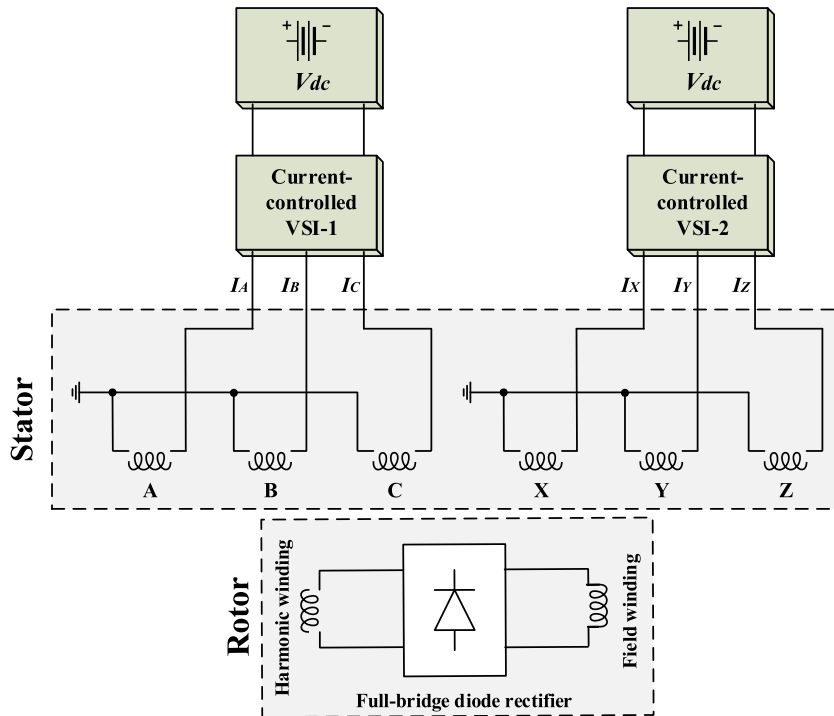 + −
Vdc
+ −
Vdc
Current-
controlled
VSI-1
Current-
controlled
VSI-2
IA IB IC
IX IY IZ
Stator
A B C X Y Z
Rotor
Harmonic winding
Field winding
Full-bridge diode rectifier